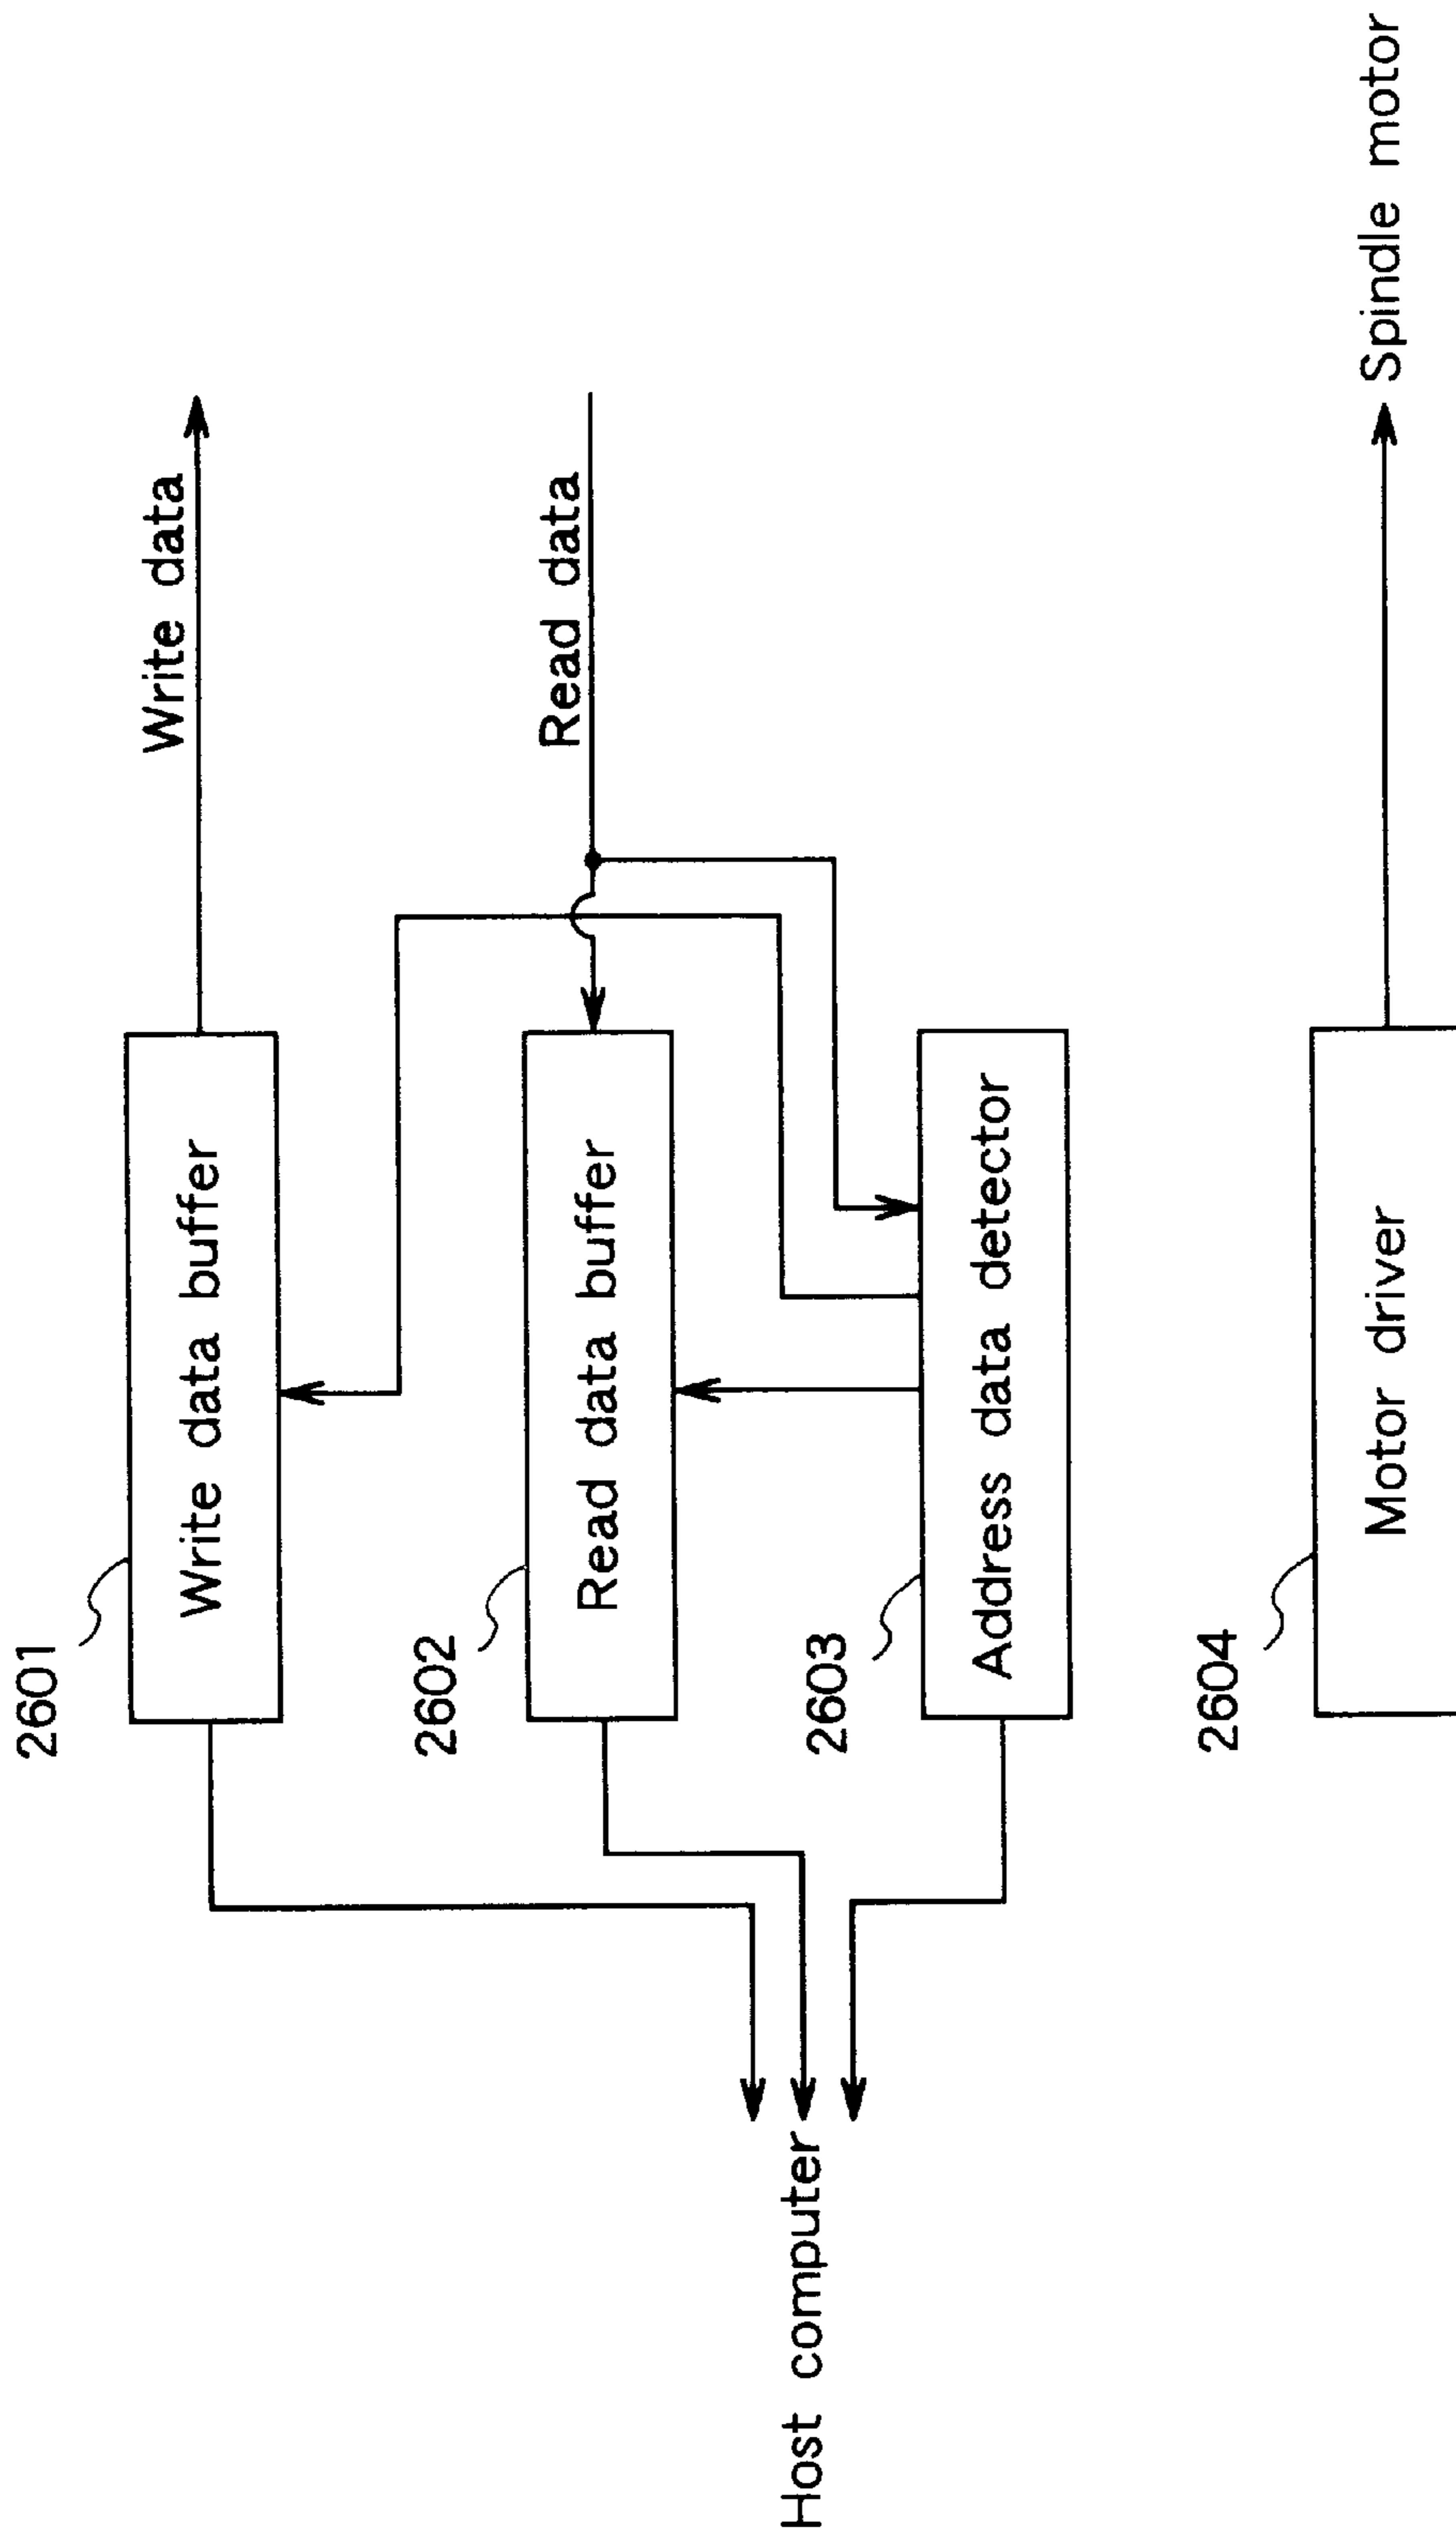 2601
Write data buffer
Write data
2602
Read data buffer
Read data
Host computer
2603
Address data detector
2604
Motor driver
Spindle motor